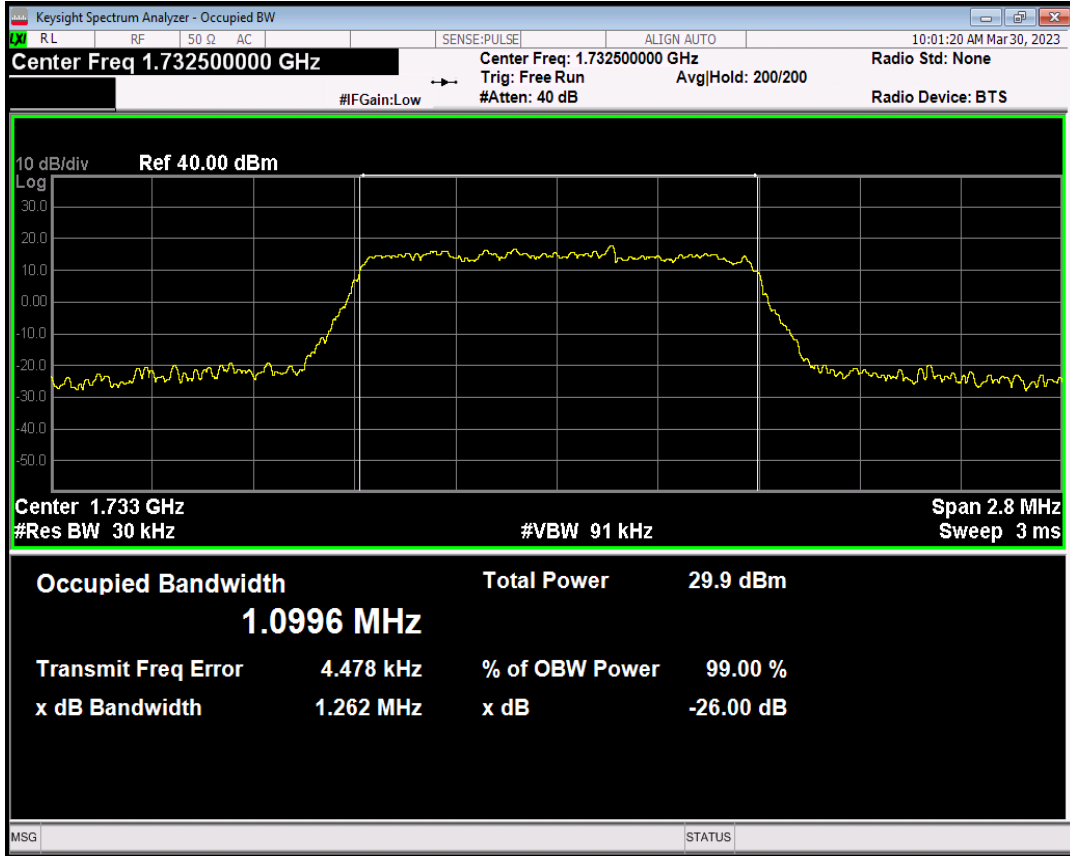 Keysight Spectrum Analyzer - Occupied BW
LXI RL RF 50 Ω AC SENSE:PULSE ALIGN AUTO 10:01:20 AM Mar 30, 2023
Center Freq 1.732500000 GHz Center Freq: 1.732500000 GHz Radio Std: None
Trig: Free Run Avg|Hold: 200/200
#IFGain:Low #Atten: 40 dB Radio Device: BTS
10 dB/div Ref 40.00 dBm
Log
30.0
20.0
10.0
0.00
-10.0
-20.0
-30.0
-40.0
-50.0
Center 1.733 GHz Span 2.8 MHz
#Res BW 30 kHz #VBW 91 kHz Sweep 3 ms
Occupied Bandwidth Total Power 29.9 dBm
1.0996 MHz
Transmit Freq Error 4.478 kHz % of OBW Power 99.00 %
x dB Bandwidth 1.262 MHz x dB -26.00 dB
MSG STATUS